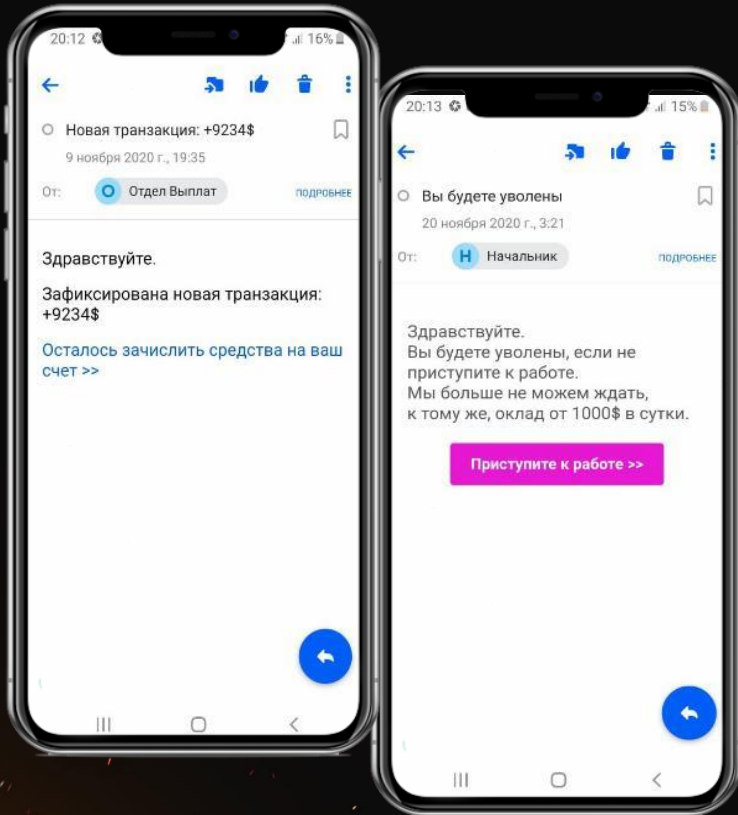 20:12
16%
Новая транзакция: +9234$
9 ноября 2020 г., 19:35
От:
О
Отдел Выплат
ПОДРОБНЕЕ
Здравствуйте.
Зафиксирована новая транзакция:
+9234$
Осталось зачислить средства на ваш
счет >>
20:13
15%
Вы будете уволены
20 ноября 2020 г., 3:21
От:
Н
Начальник
ПОДРОБНЕЕ
Здравствуйте.
Вы будете уволены, если не
приступите к работе.
Мы больше не можем ждать,
к тому же, оклад от 1000$ в сутки.
Приступите к работе >>